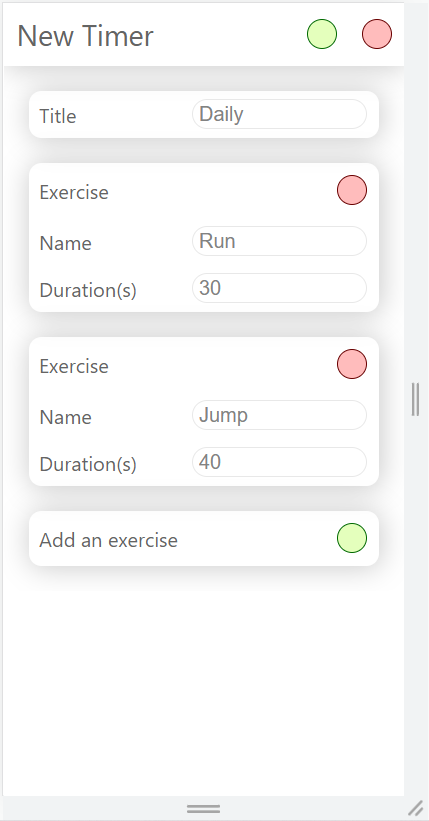 New Timer
Title Daily
Exercise
Name Run
Duration(s) 30
Exercise
Name Jump
Duration(s) 40
Add an exercise